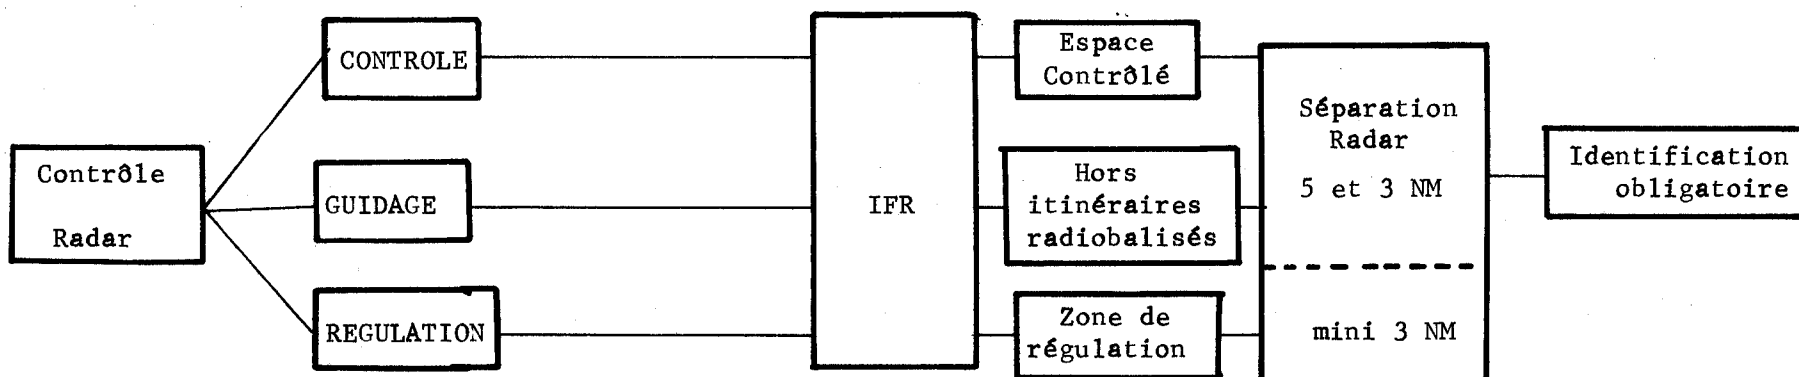 Contrôle
Radar
CONTROLE
GUIDAGE
REGULATION
IFR
Espace
Contrôlé
Hors
itinéraires
radiobalisés
Zone de
régulation
Séparation
Radar
5 et 3 NM
mini 3 NM
Identification
obligatoire